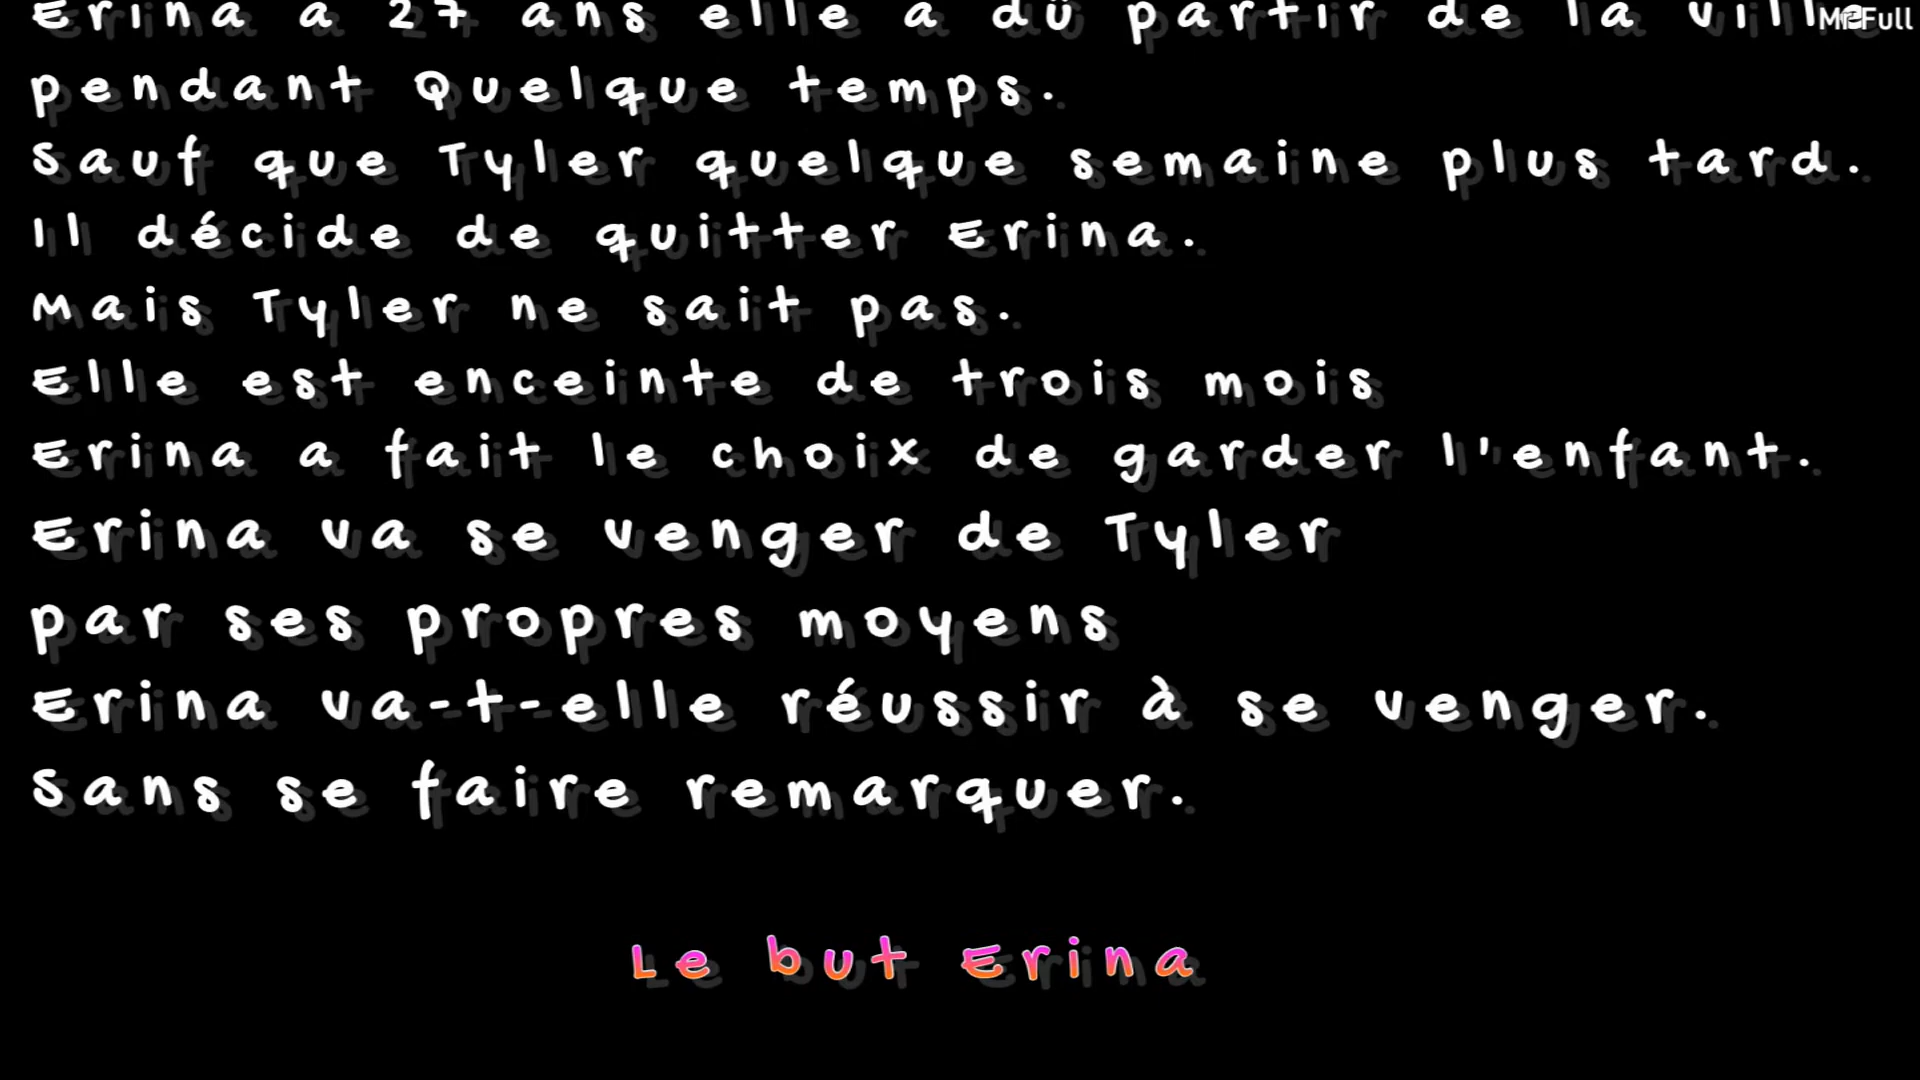 Erina a 27 ans elle a dû partir de la ville
Mr Full
pendant Quelque temps.
Sauf que Tyler quelque semaine plus tard.
Il décide de quitter Erina.
Mais Tyler ne sait pas.
Elle est enceinte de trois mois
Erina a fait le choix de garder l'enfant.
Erina va se venger de Tyler
par ses propres moyens
Erina va-t-elle réussir à se venger.
Sans se faire remarquer.
Le but Erina